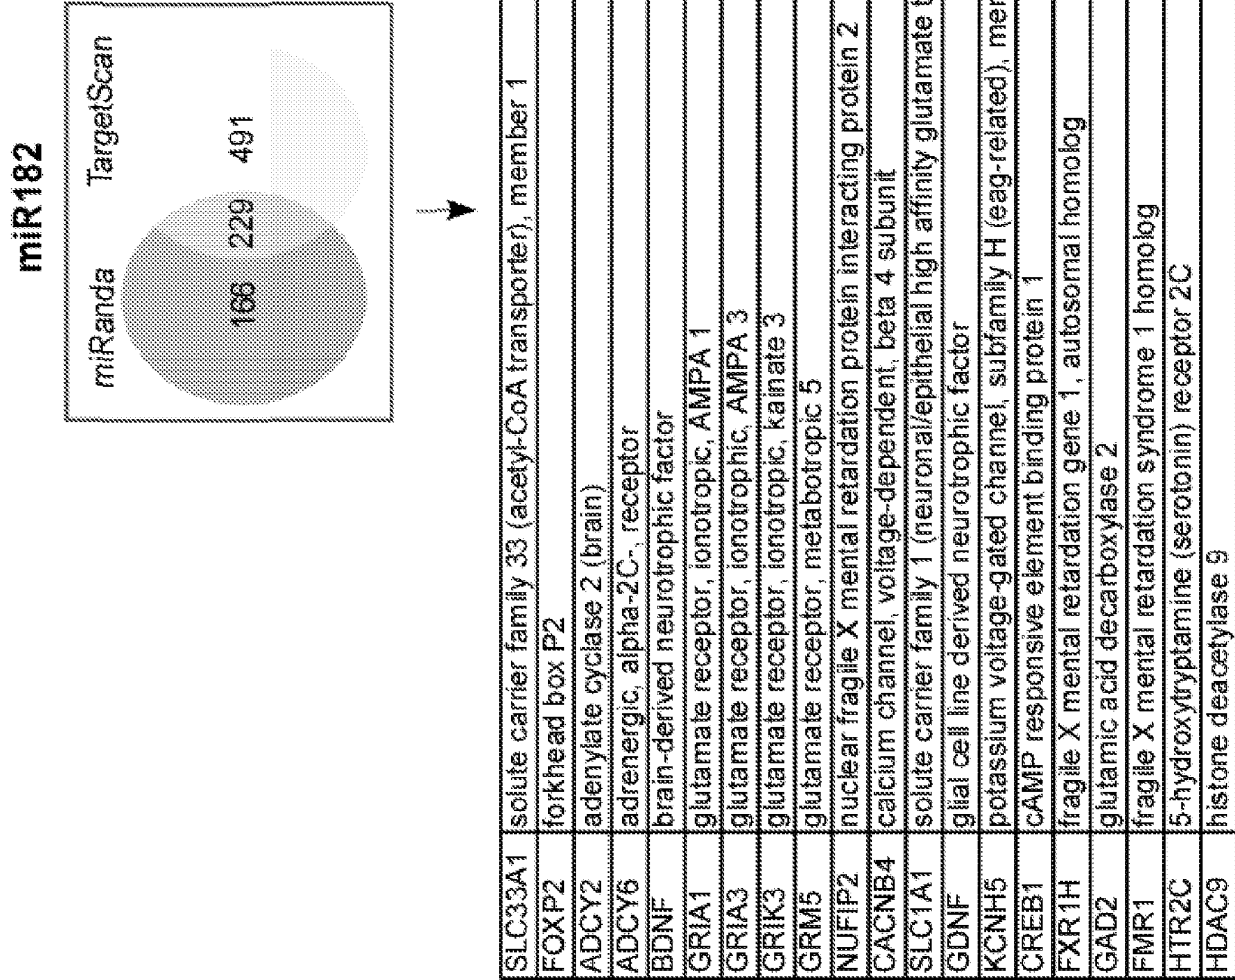 miR182
miRanda
TargetScan
166
229
491
SLC33A1 solute carrier family 33 (acetyl-CoA transporter), member 1
FOXP2 forkhead box P2
ADCY2 adenylate cyclase 2 (brain)
ADCY6 adrenergic, alpha-2C-, receptor
BDNF brain-derived neurotrophic factor
GRIA1 glutamate receptor, ionotropic, AMPA 1
GRIA3 glutamate receptor, ionotrophic, AMPA 3
GRIK3 glutamate receptor, ionotropic, kainate 3
GRM5 glutamate receptor, metabotropic 5
NUFIP2 nuclear fragile X mental retardation protein interacting protein 2
CACNB4 calcium channel, voltage-dependent, beta 4 subunit
SLC1A1 solute carrier family 1 (neuronal/epithelial high affinity glutamate t
GDNF glial cell line derived neurotrophic factor
KCNH5 potassium voltage-gated channel, subfamily H (eag-related), mer
CREB1 cAMP responsive element binding protein 1
FXR1H fragile X mental retardation gene 1, autosomal homolog
GAD2 glutamic acid decarboxylase 2
FMR1 fragile X mental retardation syndrome 1 homolog
HTR2C 5-hydroxytryptamine (serotonin) receptor 2C
HDAC9 histone deacetylase 9